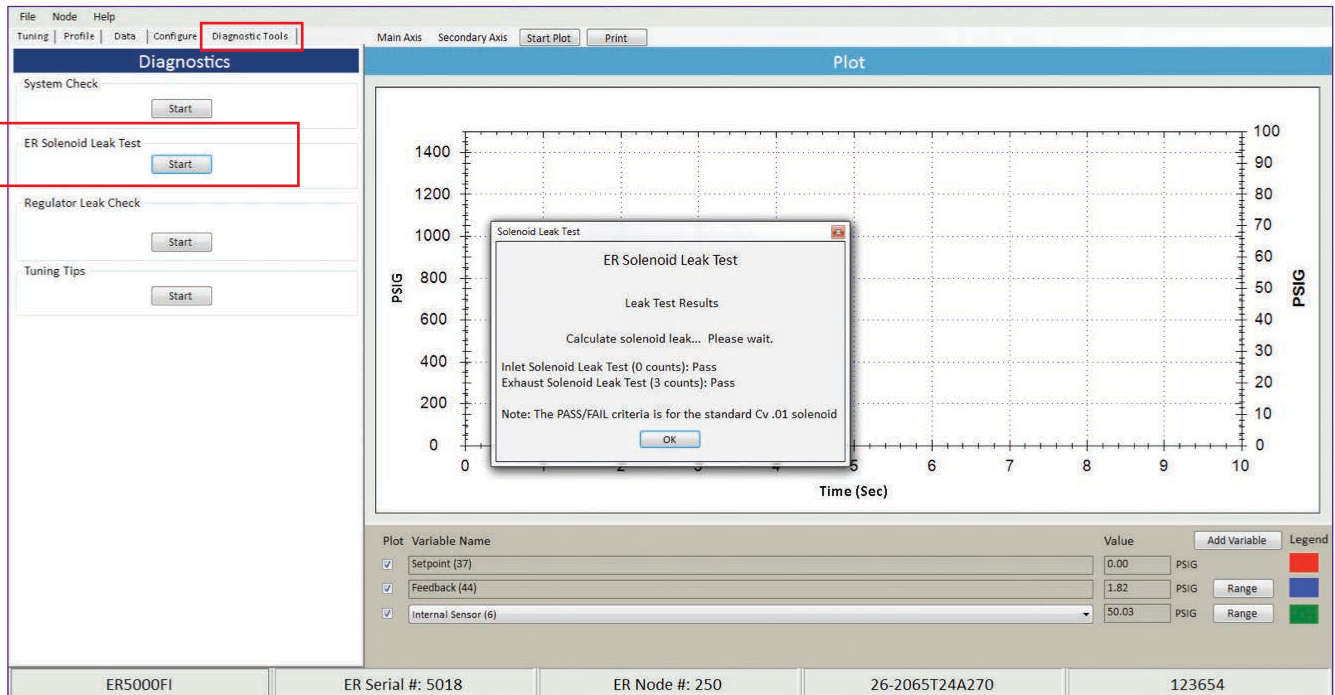 File Node Help
Tuning Profile Data Configure Diagnostic Tools
Main Axis Secondary Axis Start Plot Print
Diagnostics
System Check
Start
ER Solenoid Leak Test
Start
Regulator Leak Check
Start
Tuning Tips
Start
Plot
PSIG
1400
1200
1000
800
600
400
200
0
100
90
80
70
60
50
40
30
20
10
0
PSIG
0 5 6 7 8 9 10
Time (Sec)
Solenoid Leak Test
ER Solenoid Leak Test
Leak Test Results
Calculate solenoid leak... Please wait.
Inlet Solenoid Leak Test (0 counts): Pass
Exhaust Solenoid Leak Test (3 counts): Pass
Note: The PASS/FAIL criteria is for the standard Cv .01 solenoid
OK
Plot Variable Name Value Add Variable Legend
Setpoint (37) 0.00 PSIG
Feedback (44) 1.82 PSIG Range
Internal Sensor (6) 50.03 PSIG Range
ER5000FI ER Serial #: 5018 ER Node #: 250 26-2065T24A270 123654